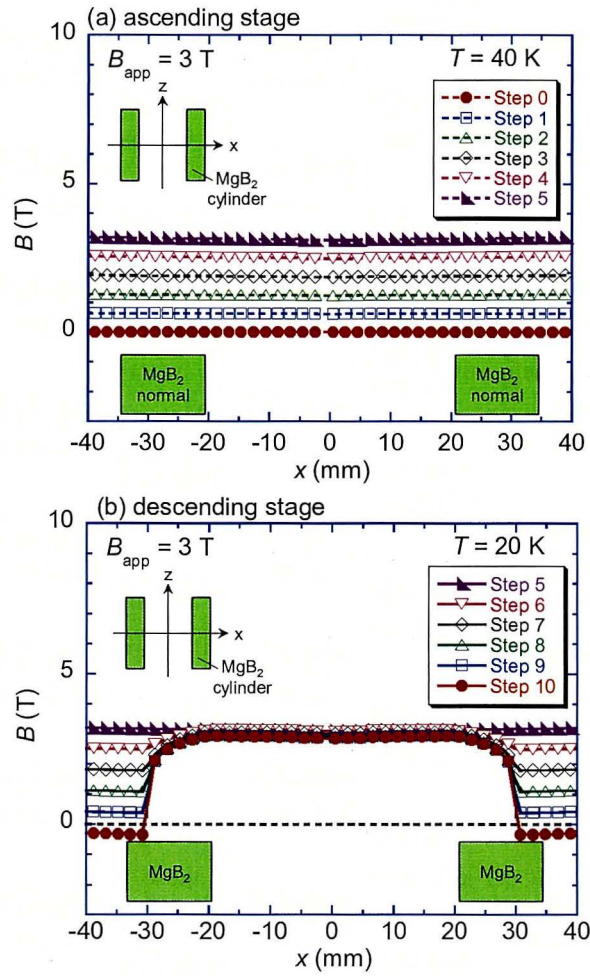 (a) ascending stage
10
B_app = 3 T
T = 40 K
z
x
MgB₂
cylinder
Step 0
Step 1
Step 2
Step 3
Step 4
Step 5
5
B (T)
0
MgB₂
normal
MgB₂
normal
-40 -30 -20 -10 0 10 20 30 40
x (mm)
(b) descending stage
10
B_app = 3 T
T = 20 K
z
x
MgB₂
cylinder
Step 5
Step 6
Step 7
Step 8
Step 9
Step 10
5
B (T)
0
MgB₂
MgB₂
-40 -30 -20 -10 0 10 20 30 40
x (mm)